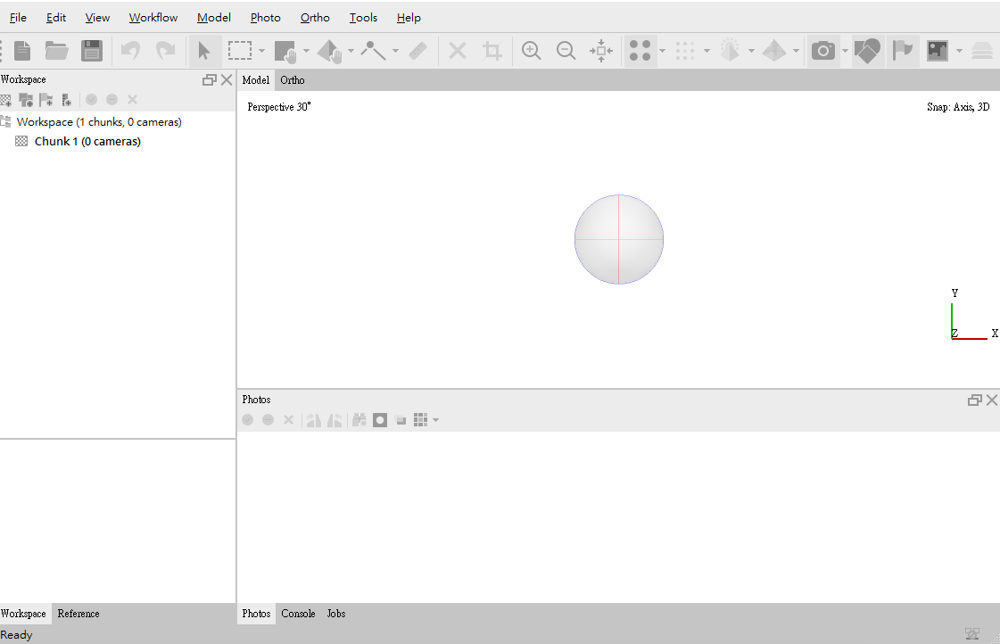 File Edit View Workflow Model Photo Ortho Tools Help
Workspace
Model Ortho
Perspective 30°
Snap: Axis, 3D
Workspace (1 chunks, 0 cameras)
Chunk 1 (0 cameras)
Y
Z X
Photos
Workspace Reference
Photos Console Jobs
Ready